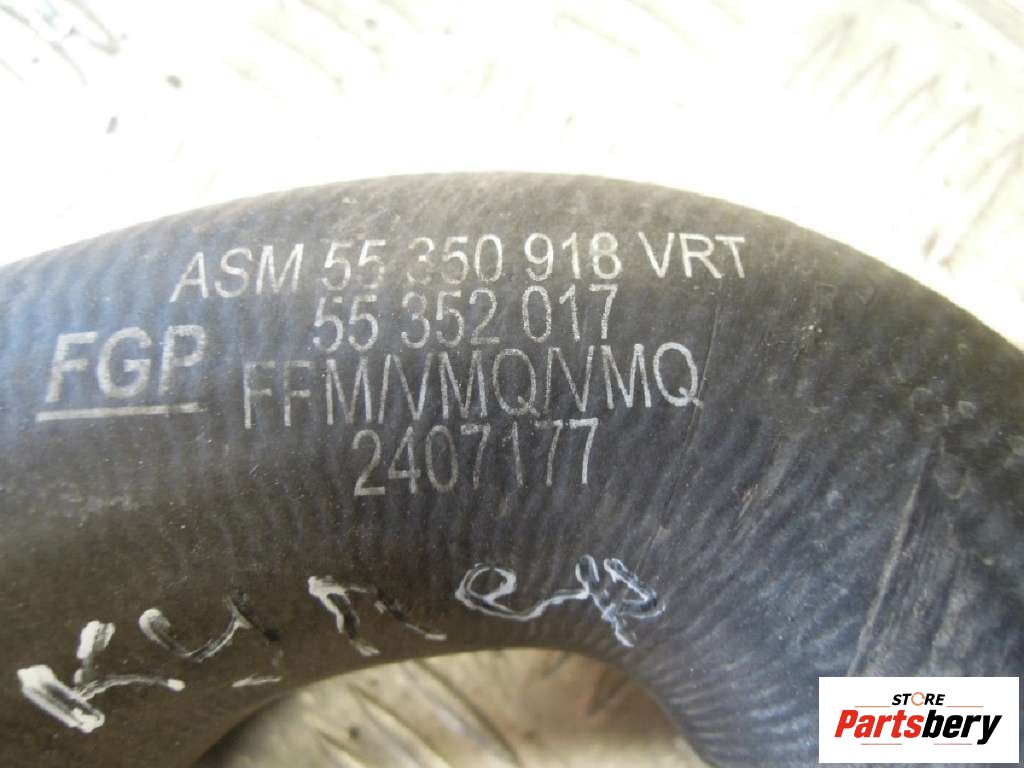 ASM 55 350 918 VRT
55 352 017
FGP
FFM/VMQ/VMQ
2407177
STORE
Partsbery